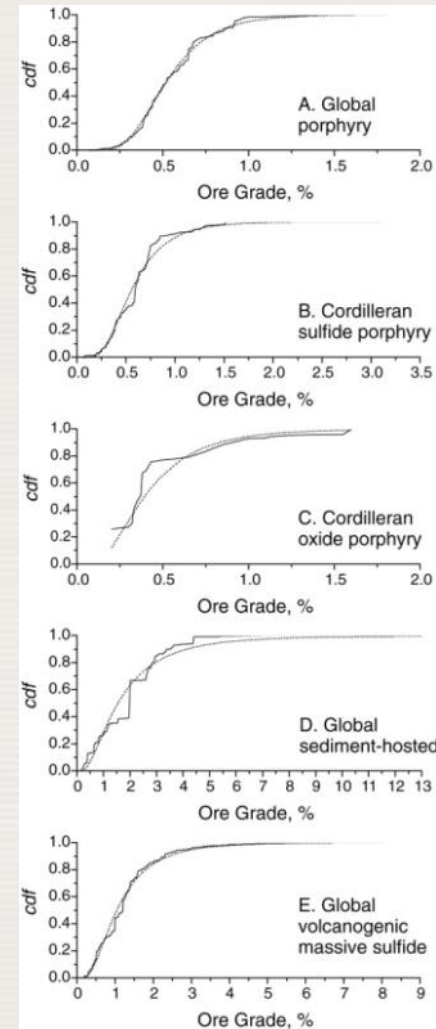 cdf
1.0
0.8
0.6
0.4
0.2
0.0
A. Global
porphyry
0.0 0.5 1.0 1.5 2.0
Ore Grade, %
cdf
1.0
0.8
0.6
0.4
0.2
0.0
B. Cordilleran
sulfide porphyry
0.0 0.5 1.0 1.5 2.0 2.5 3.0 3.5
Ore Grade, %
cdf
1.0
0.8
0.6
0.4
0.2
0.0
C. Cordilleran
oxide porphyry
0.0 0.5 1.0 1.5 2.0
Ore Grade, %
cdf
1.0
0.8
0.6
0.4
0.2
0.0
D. Global
sediment-hosted
0 1 2 3 4 5 6 7 8 9 10 11 12 13
Ore Grade, %
cdf
1.0
0.8
0.6
0.4
0.2
0.0
E. Global
volcanogenic
massive sulfide
0 1 2 3 4 5 6 7 8 9
Ore Grade, %